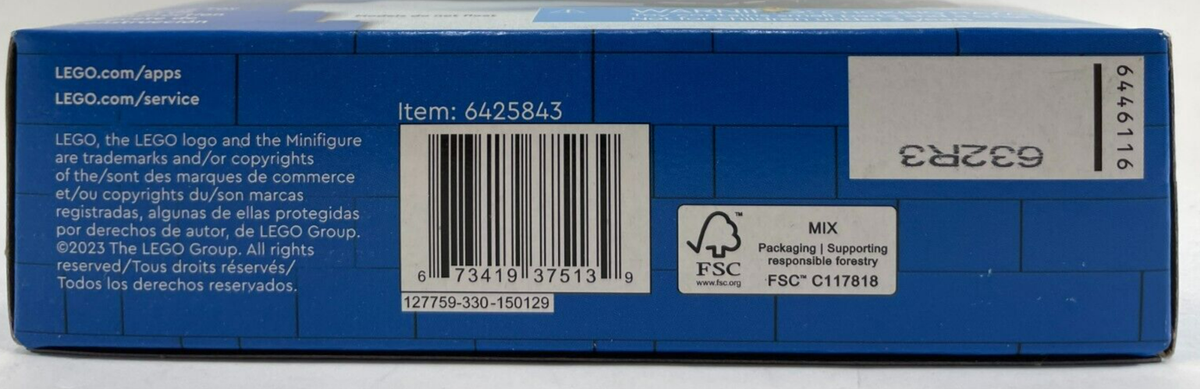 Models do not float
LEGO.com/apps
LEGO.com/service
LEGO, the LEGO logo and the Minifigure
are trademarks and/or copyrights
of the/sont des marques de commerce
et/ou copyrights du/son marcas
registradas, algunas de ellas protegidas
por derechos de autor, de LEGO Group.
©2023 The LEGO Group. All rights
reserved/Tous droits réservés/
Todos los derechos reservados.
Item: 6425843
6 73419 37513 9
127759-330-150129
FSC
www.fsc.org
MIX
Packaging | Supporting
responsible forestry
FSC™ C117818
632R3
6446116